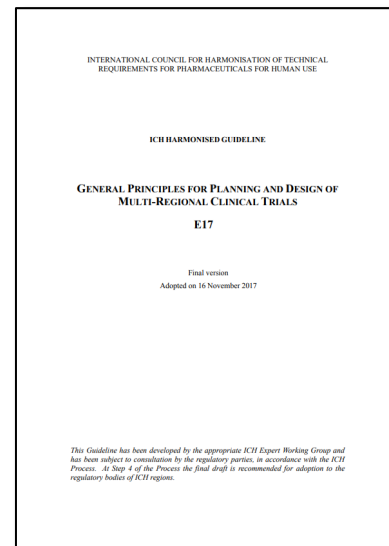 INTERNATIONAL COUNCIL FOR HARMONISATION OF TECHNICAL
REQUIREMENTS FOR PHARMACEUTICALS FOR HUMAN USE
ICH HARMONISED GUIDELINE
GENERAL PRINCIPLES FOR PLANNING AND DESIGN OF
MULTI-REGIONAL CLINICAL TRIALS
E17
Final version
Adopted on 16 November 2017
This Guideline has been developed by the appropriate ICH Expert Working Group and
has been subject to consultation by the regulatory parties, in accordance with the ICH
Process. At Step 4 of the Process the final draft is recommended for adoption to the
regulatory bodies of ICH regions.